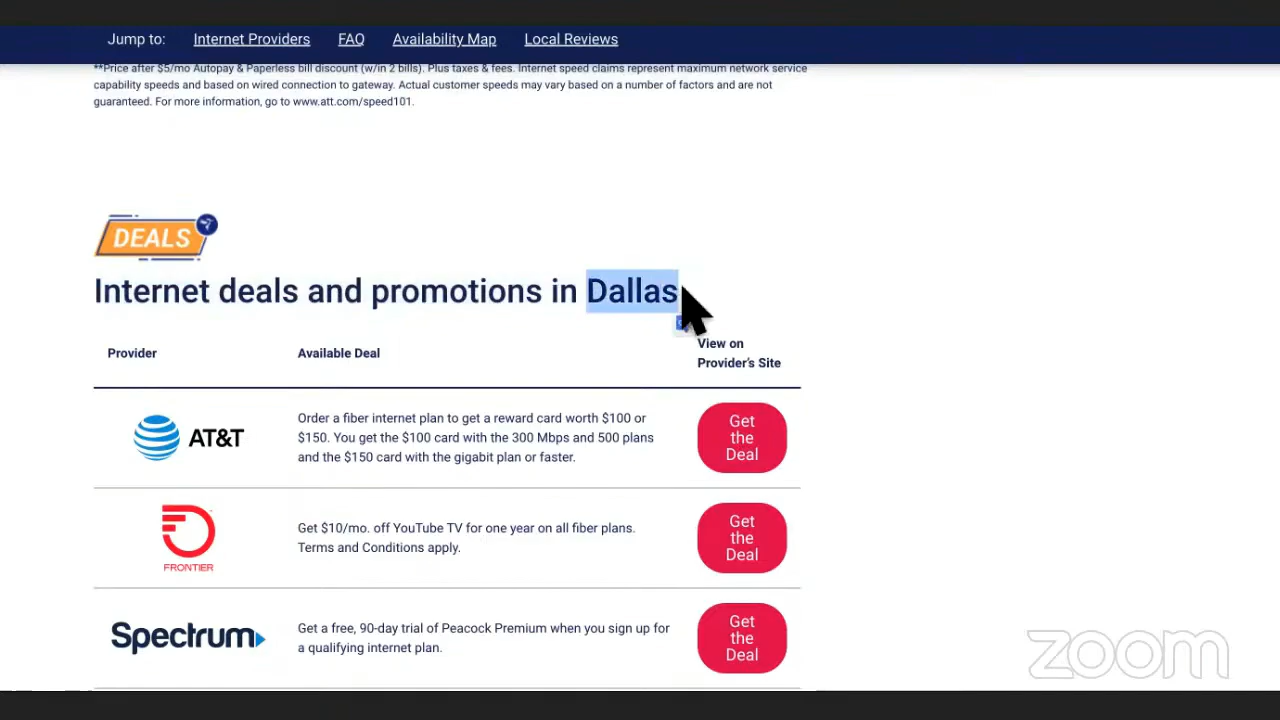 Jump to: Internet Providers FAQ Availability Map Local Reviews
**Price after $5/mo Autopay & Paperless bill discount (w/in 2 bills). Plus taxes & fees. Internet speed claims represent maximum network service
capability speeds and based on wired connection to gateway. Actual customer speeds may vary based on a number of factors and are not
guaranteed. For more information, go to www.att.com/speed101.
DEALS
Internet deals and promotions in Dallas
Provider Available Deal View on
Provider's Site
AT&T
Order a fiber internet plan to get a reward card worth $100 or
$150. You get the $100 card with the 300 Mbps and 500 plans
and the $150 card with the gigabit plan or faster.
Get
the
Deal
FRONTIER
Get $10/mo. off YouTube TV for one year on all fiber plans.
Terms and Conditions apply.
Get
the
Deal
Spectrum
Get a free, 90-day trial of Peacock Premium when you sign up for
a qualifying internet plan.
Get
the
Deal
zoom